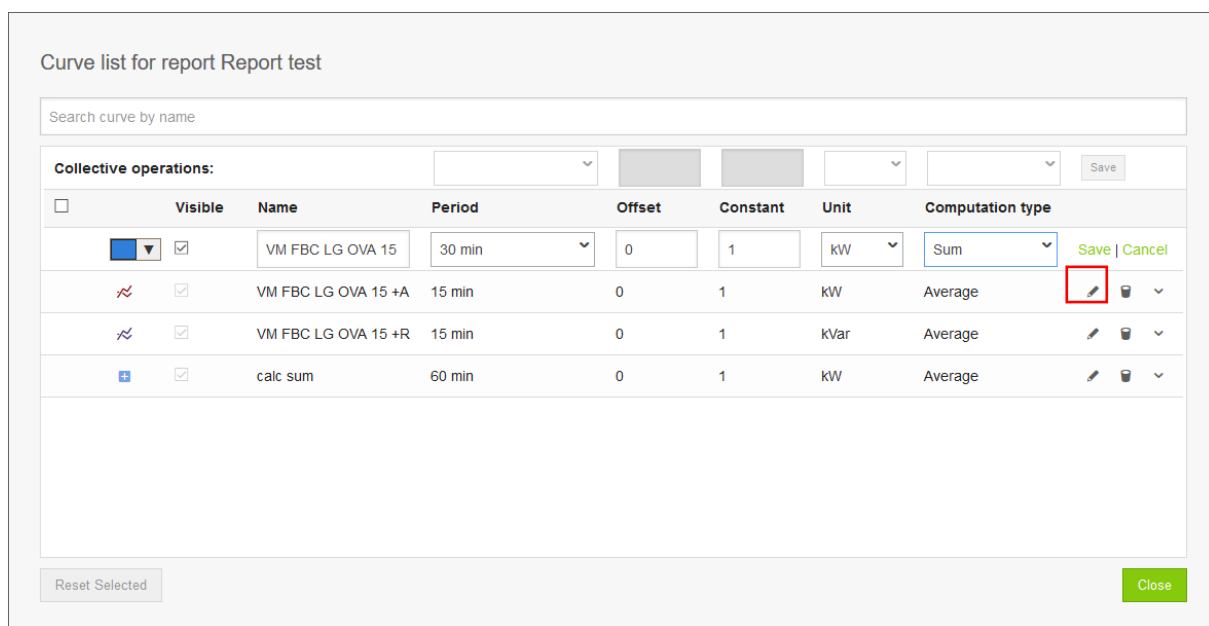 Curve list for report Report test
Search curve by name
Collective operations: Save
Visible Name Period Offset Constant Unit Computation type
VM FBC LG OVA 15 30 min 0 1 kW Sum Save | Cancel
VM FBC LG OVA 15 +A 15 min 0 1 kW Average
VM FBC LG OVA 15 +R 15 min 0 1 kVar Average
calc sum 60 min 0 1 kW Average
Reset Selected Close